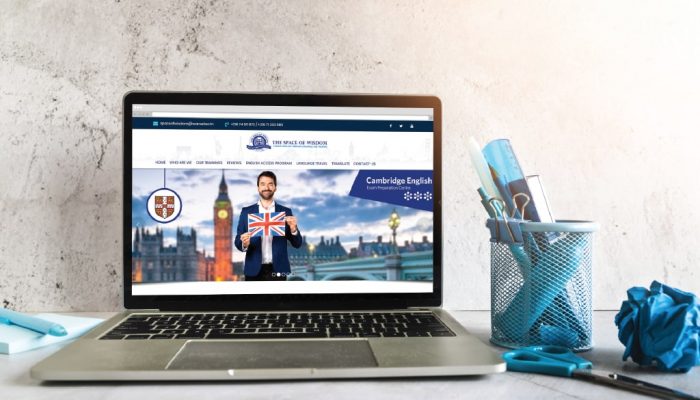 THE SPACE OF WISDOM
HOME WHO ARE WE OUR TRAININGS REVIEWS ENGLISH ACCESS PROGRAM LANGUAGE TRAVEL TRANSLATE CONTACT US
Cambridge English
Exam Preparation Centre